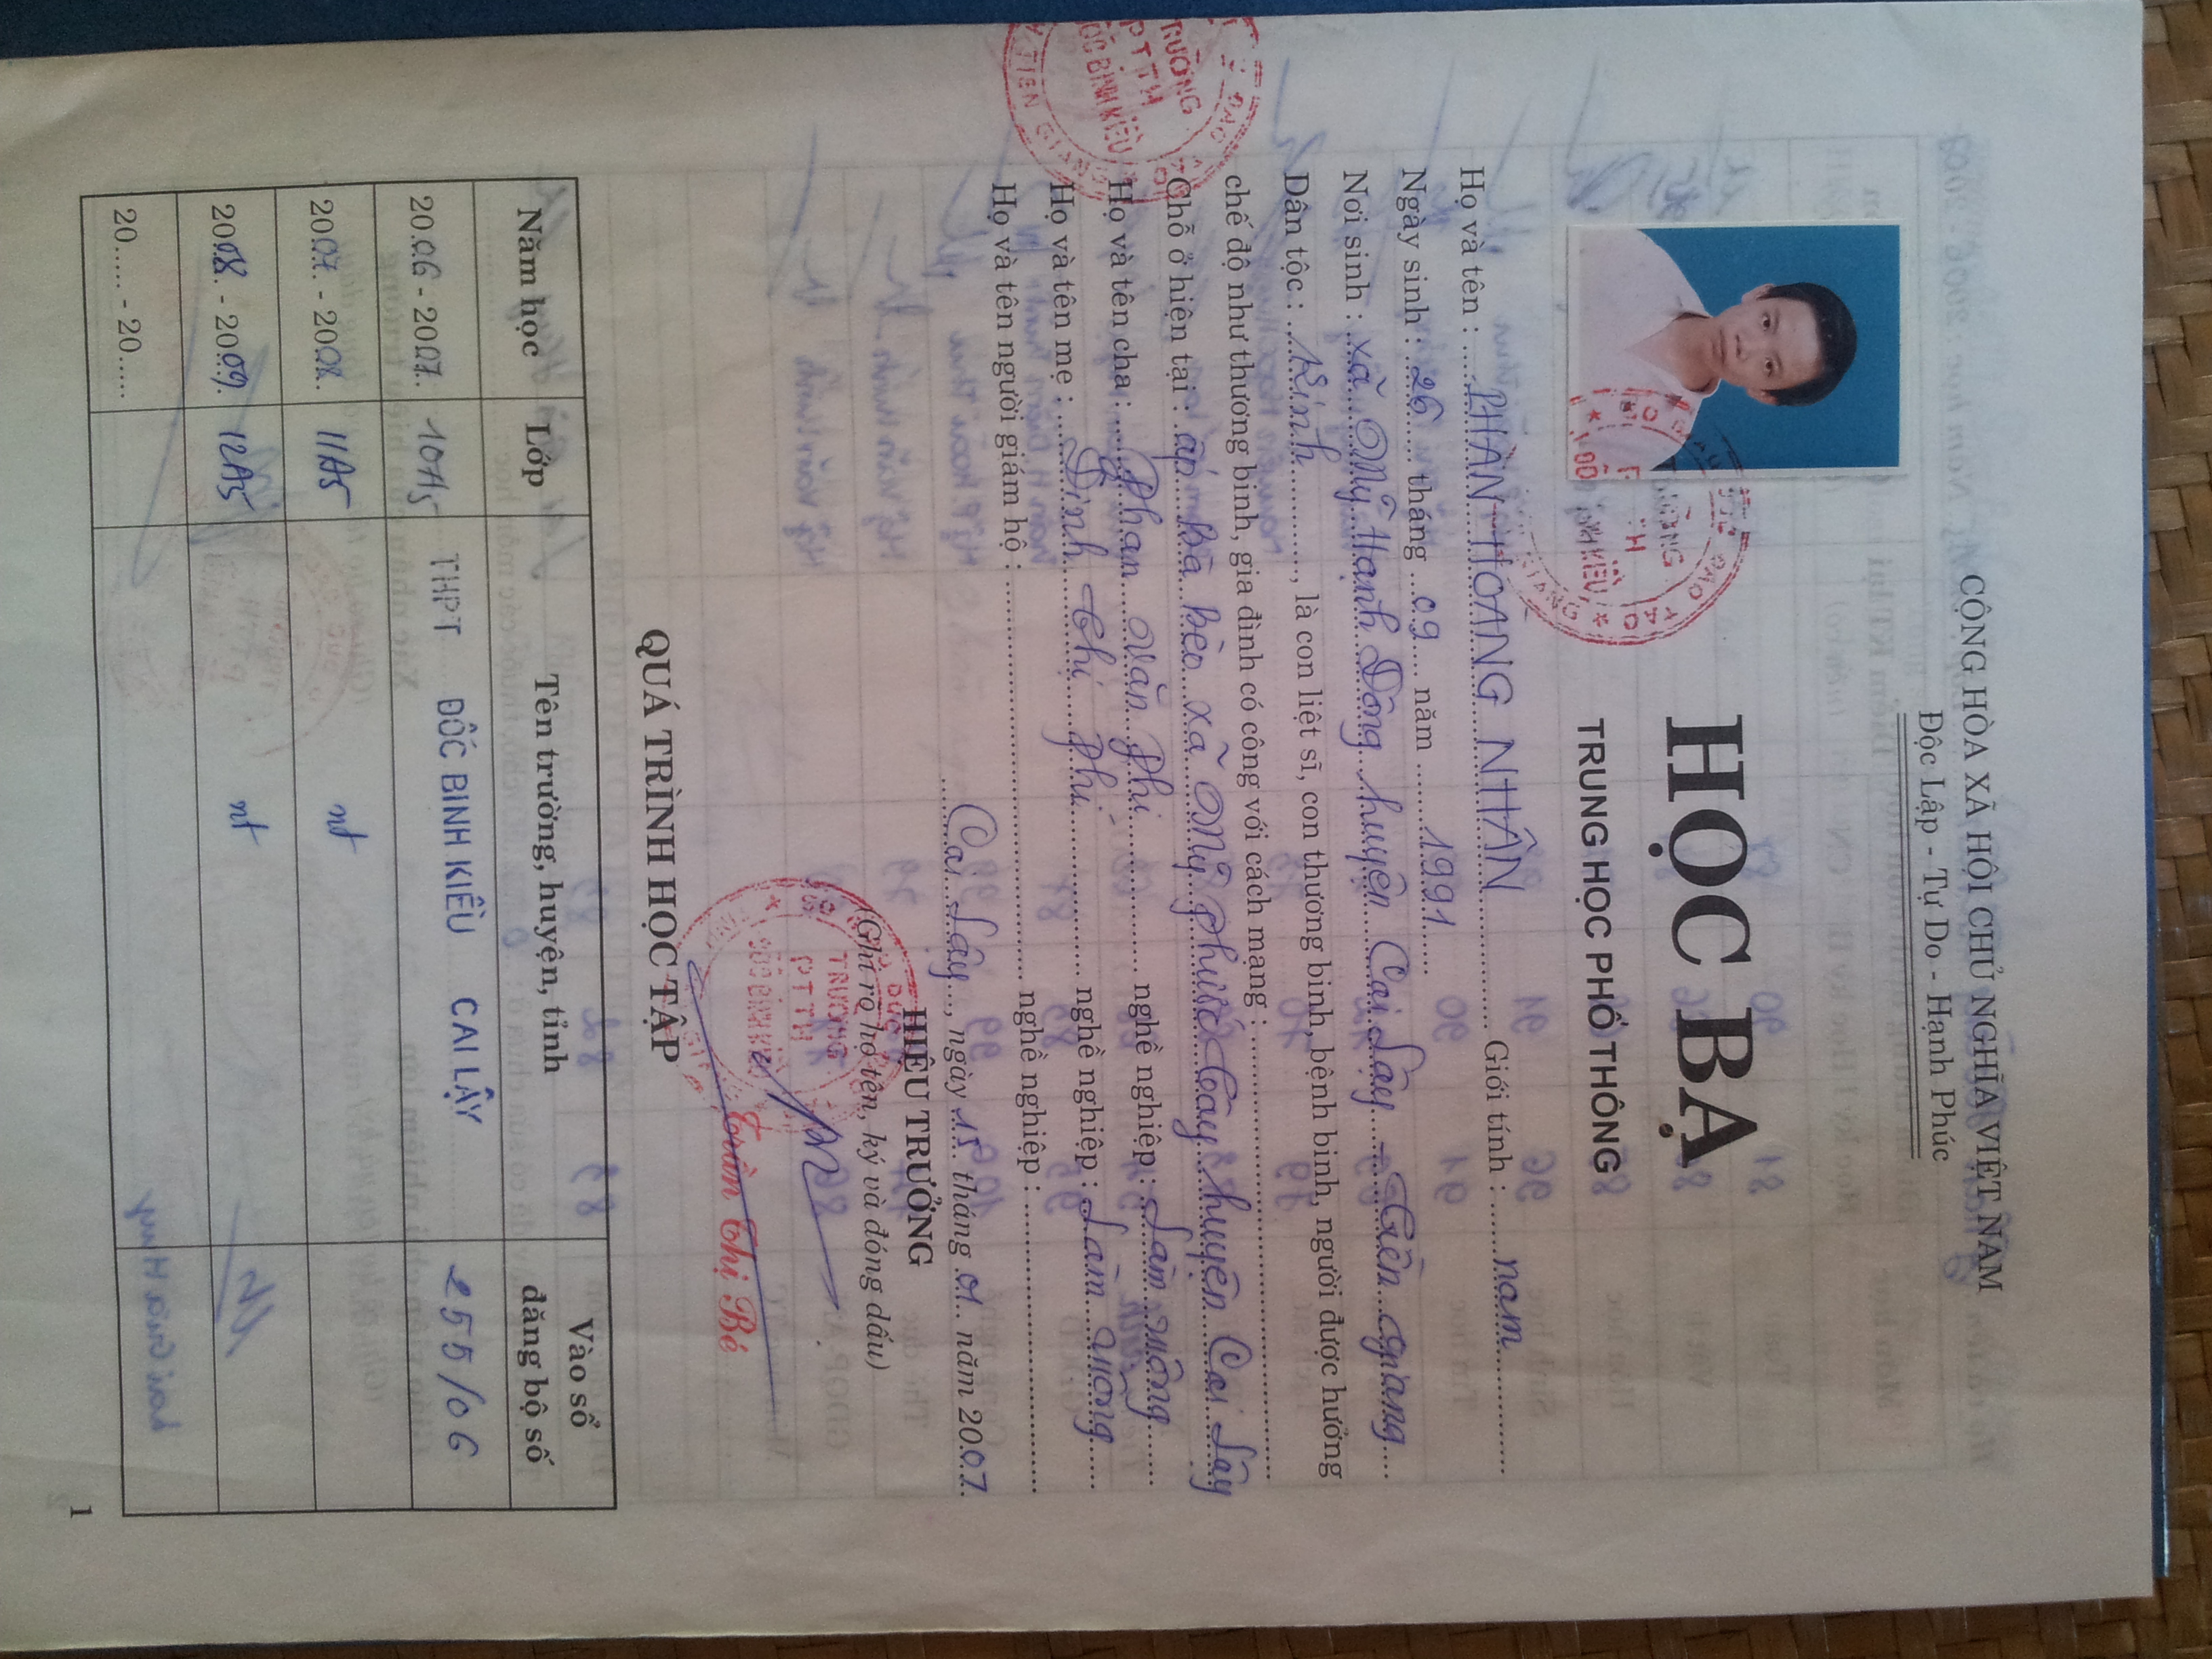 CỘNG HÒA XÃ HỘI CHỦ NGHĨA VIỆT NAM
Độc Lập - Tự Do - Hạnh Phúc
HỌC BẠ
TRUNG HỌC PHỔ THÔNG
Họ và tên : PHAN HOÀNG NHÂN Giới tính : nam
Ngày sinh : 26 tháng 09 năm 1991
Nơi sinh : xã Mỹ Hạnh Đông huyện Cai Lậy - Tiền Giang
Dân tộc : Kinh, là con liệt sĩ, con thương binh, bệnh binh, người được hưởng
chế độ như thương binh, gia đình có công với cách mạng :
Chỗ ở hiện tại : ấp Bà Bèo xã Mỹ Phước Tây huyện Cai Lậy
Họ và tên cha : Phan Văn Phi nghề nghiệp : Làm ruộng
Họ và tên mẹ : Đinh Thị Phi nghề nghiệp : Làm ruộng
Họ và tên người giám hộ : nghề nghiệp :
Cai Lậy, ngày 15 tháng 01 năm 2007
HIỆU TRƯỞNG
(Ghi rõ họ tên, ký và đóng dấu)
TRƯỜNG
PTTH
ĐỐC BINH KIỀU
Trần Thị Bé
QUÁ TRÌNH HỌC TẬP
Năm học Lớp Tên trường, huyện, tỉnh Vào sổ đăng bộ số
2006 - 2007 10A5 THPT ĐỐC BINH KIỀU CAI LẬY 255/06
2007 - 2008 11A5 nt
2008 - 2009 12A5 nt
20...... - 20......
1